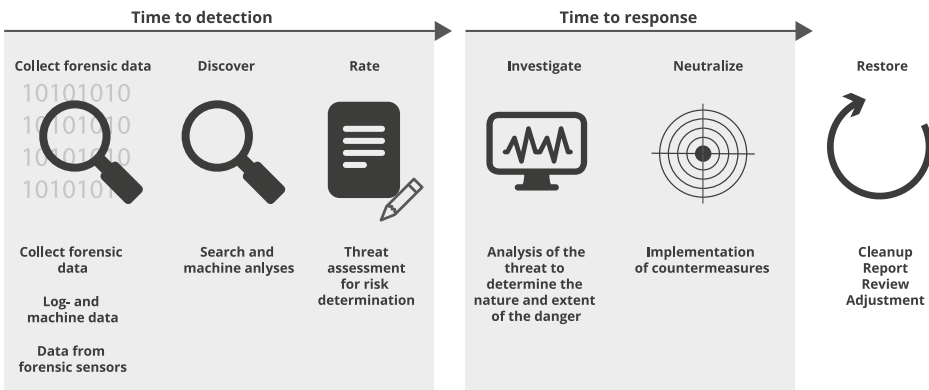 Time to detection
Time to response
Collect forensic data
Discover
Rate
Investigate
Neutralize
Restore
10101010
10101010
10101010
10101010
Collect forensic
data
Log- and
machine data
Data from
forensic sensors
Search and
machine anlyses
Threat
assessment
for risk
determination
Analysis of the
threat to
determine the
nature and extent
of the danger
Implementation
of countermeasures
Cleanup
Report
Review
Adjustment